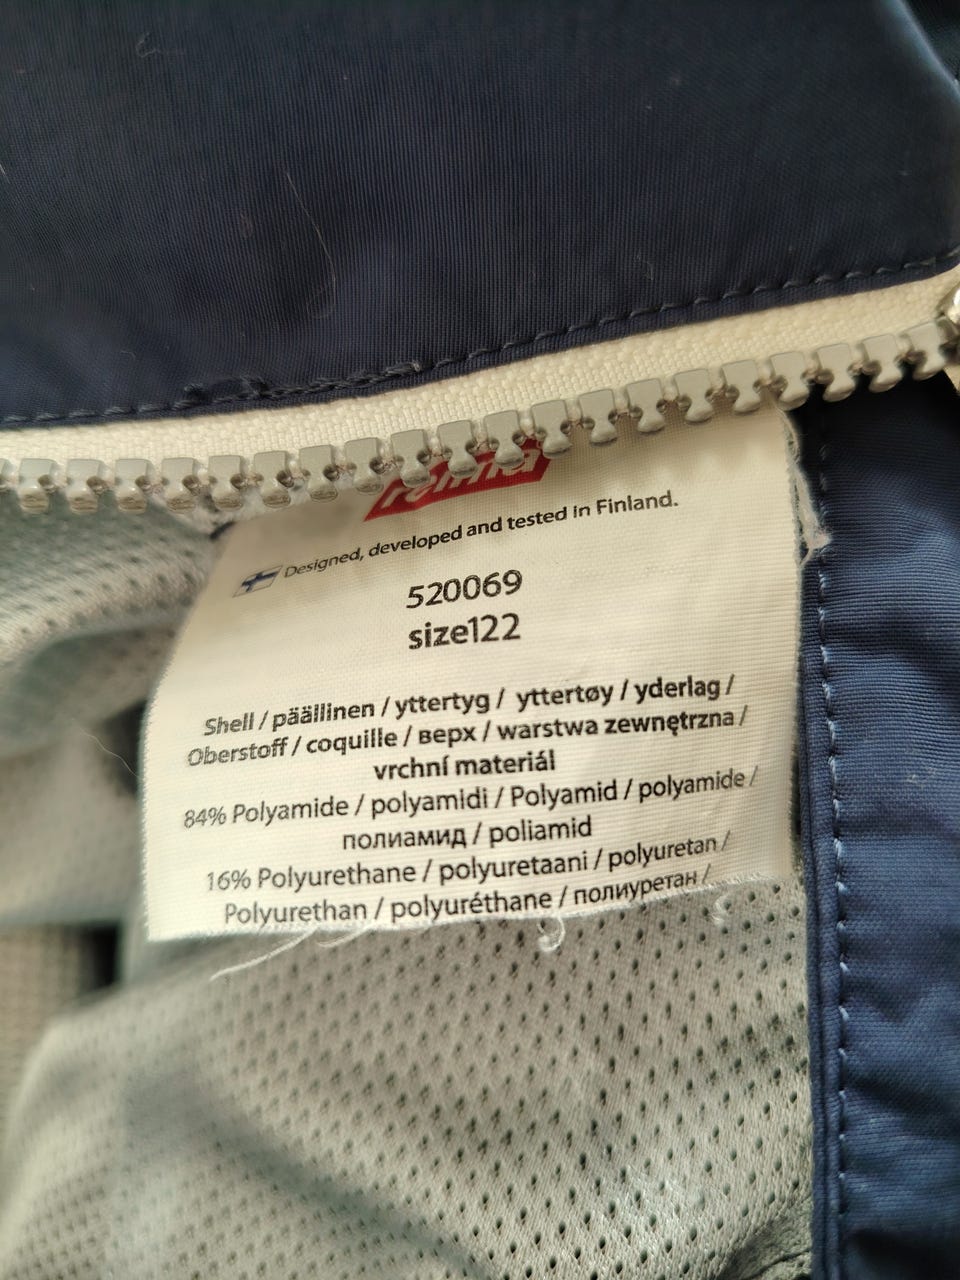 reima
Designed, developed and tested in Finland.
520069
size122
Shell / päällinen / yttertyg / yttertøy / yderlag /
Oberstoff / coquille / верх / warstwa zewnętrzna /
vrchní materiál
84% Polyamide / polyamidi / Polyamid / polyamide /
полиамид / poliamid
16% Polyurethane / polyuretaani / polyuretan /
Polyurethan / polyuréthane / полиуретан /